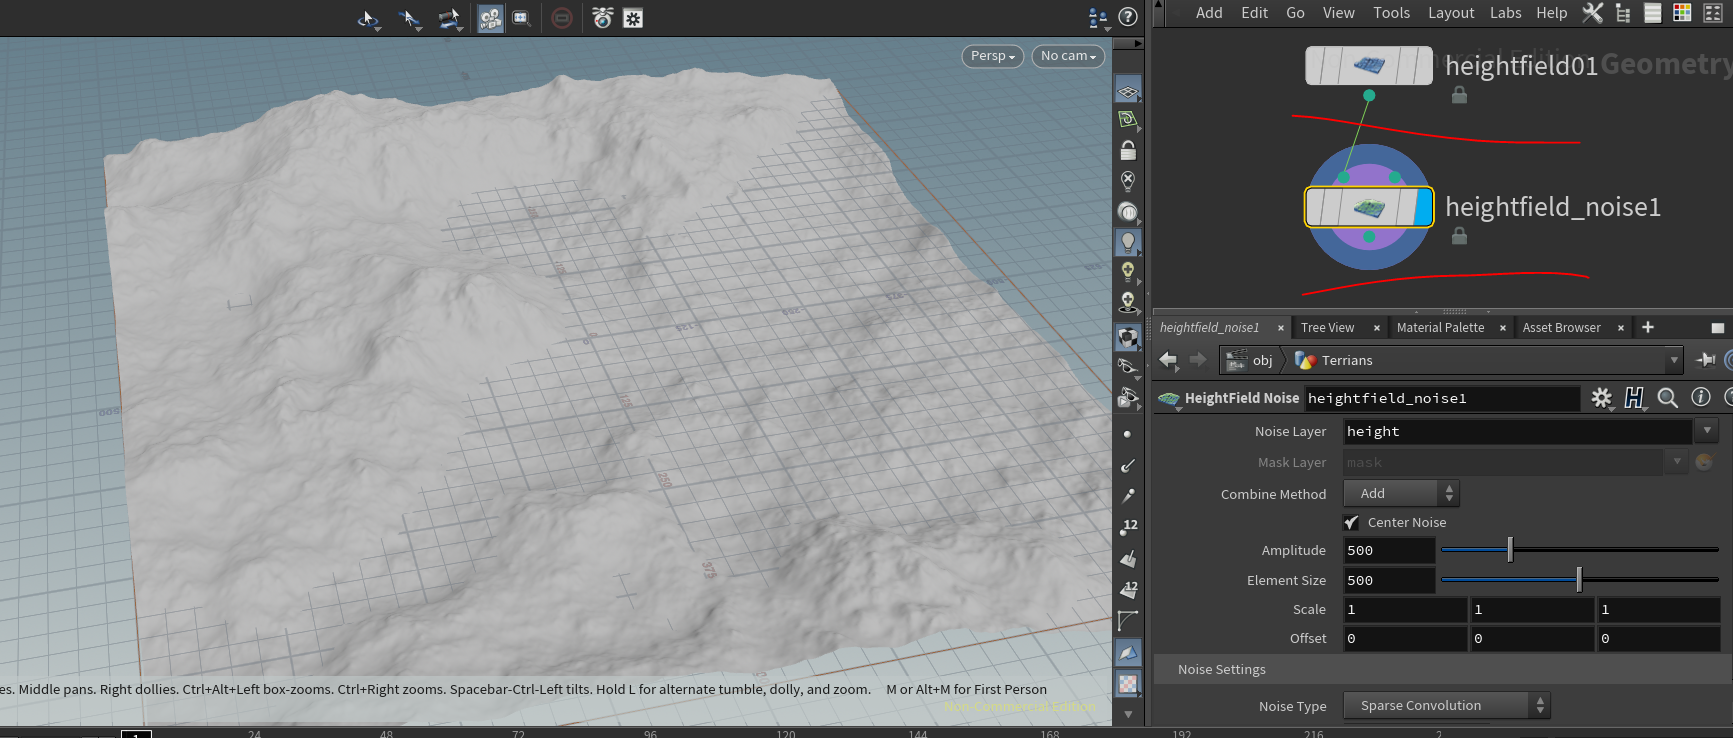 Add Edit Go View Tools Layout Labs Help
Persp No cam
Commercial Edition Geometry
heightfield01
heightfield_noise1
heightfield_noise1 × Tree View × Material Palette × Asset Browser × +
obj Terrians
HeightField Noise heightfield_noise1
Noise Layer height
Mask Layer mask
Combine Method Add
Center Noise
Amplitude 500
Element Size 500
Scale 1 1 1
Offset 0 0 0
Noise Settings
Noise Type Sparse Convolution
12
12
es. Middle pans. Right dollies. Ctrl+Alt+Left box-zooms. Ctrl+Right zooms. Spacebar-Ctrl-Left tilts. Hold L for alternate tumble, dolly, and zoom. M or Alt+M for First Person
Non-Commercial Edition
1 24 48 72 96 120 144 168 192 216 2